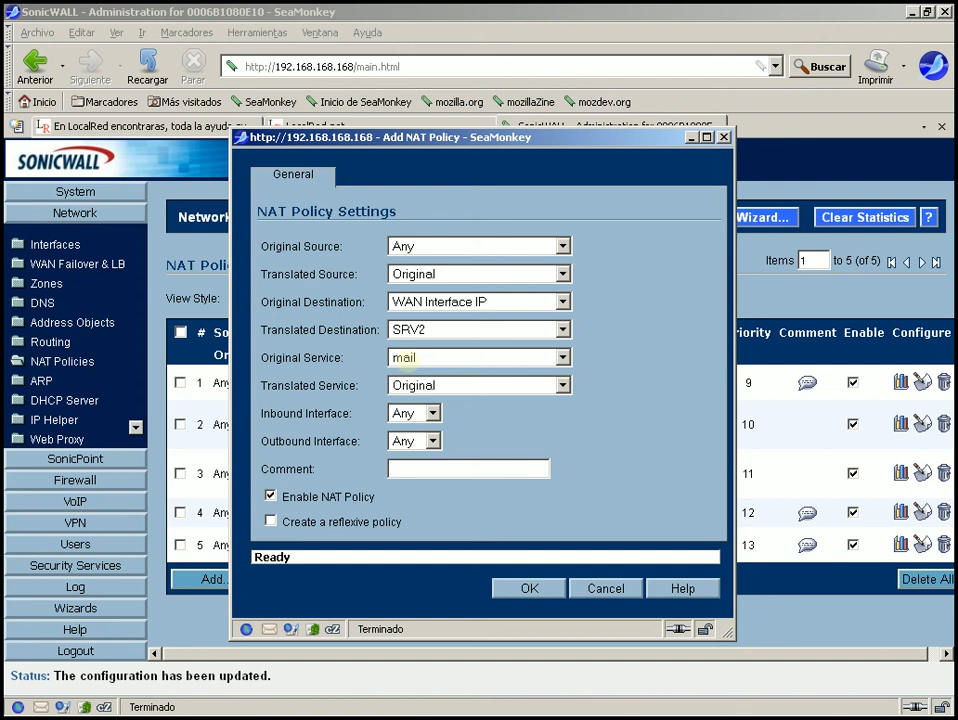 SonicWALL - Administration for 0006B1080E10 - SeaMonkey
Archivo Editar Ver Ir Marcadores Herramientas Ventana Ayuda
Anterior Siguiente Recargar Parar http://192.168.168.168/main.html Buscar Imprimir
Inicio Marcadores Más visitados SeaMonkey Inicio de SeaMonkey mozilla.org mozillaZine mozdev.org
En LocalRed encontraras, toda la ayuda
http://192.168.168.168 - Add NAT Policy - SeaMonkey
SONICWALL
System
Network
Interfaces
WAN Failover & LB
Zones
DNS
Address Objects
Routing
NAT Policies
ARP
DHCP Server
IP Helper
Web Proxy
SonicPoint
Firewall
VoIP
VPN
Users
Security Services
Log
Wizards
Help
Logout
Network
Wizard... Clear Statistics ?
NAT Poli
Items 1 to 5 (of 5)
View Style:
# So
Or
riority Comment Enable Configure
1 Any 9
2 Any 10
3 Any 11
4 Any 12
5 Any 13
Add.. Delete All
General
NAT Policy Settings
Original Source: Any
Translated Source: Original
Original Destination: WAN Interface IP
Translated Destination: SRV2
Original Service: mail
Translated Service: Original
Inbound Interface: Any
Outbound Interface: Any
Comment:
Enable NAT Policy
Create a reflexive policy
Ready
OK Cancel Help
Terminado
Status: The configuration has been updated.
Terminado